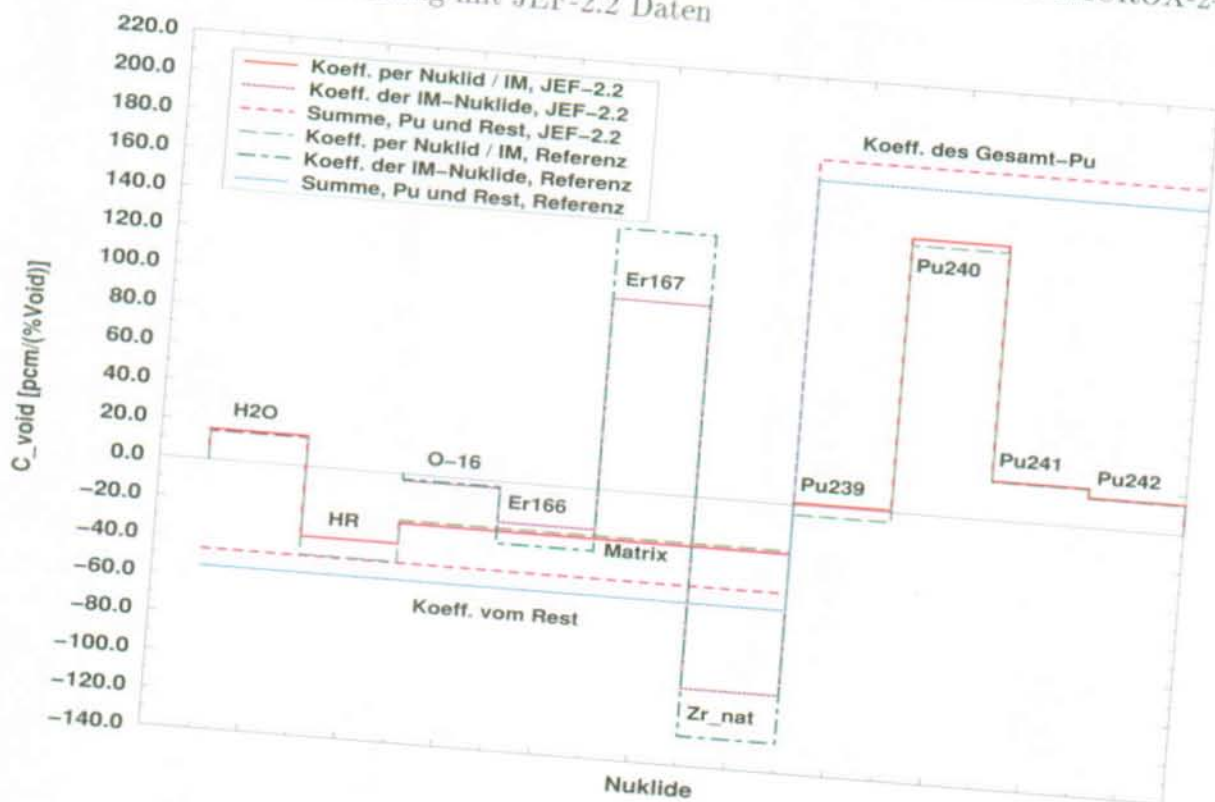 mit JEF-2.2 Daten
220.0
200.0
180.0
160.0
140.0
120.0
100.0
80.0
60.0
40.0
20.0
0.0
−20.0
−40.0
−60.0
−80.0
−100.0
−120.0
−140.0
C_void [pcm/(%Void)]
Koeff. per Nuklid / IM, JEF−2.2
Koeff. der IM−Nuklide, JEF−2.2
Summe, Pu und Rest, JEF−2.2
Koeff. per Nuklid / IM, Referenz
Koeff. der IM−Nuklide, Referenz
Summe, Pu und Rest, Referenz
Koeff. des Gesamt−Pu
Er167
Pu240
H2O
O−16
Pu241
Pu242
Pu239
Er166
HR
Matrix
Koeff. vom Rest
Zr_nat
Nuklide